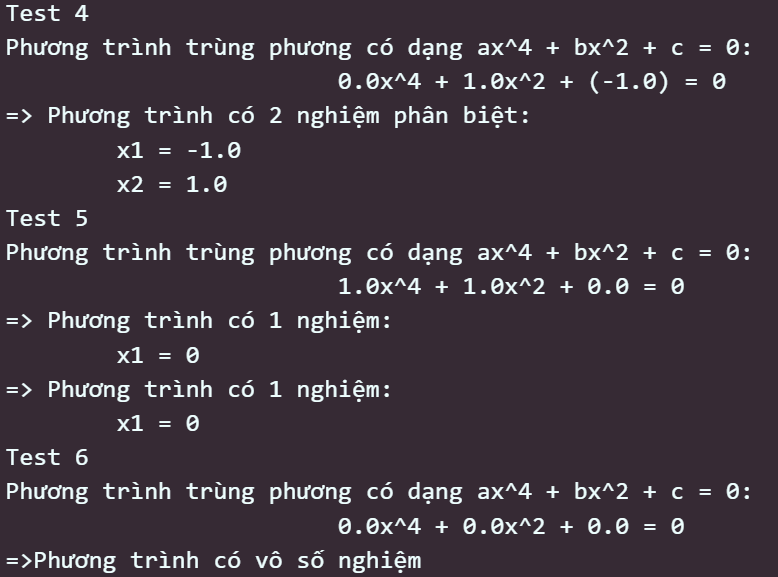 Test 4
Phương trình trùng phương có dạng ax^4 + bx^2 + c = 0:
0.0x^4 + 1.0x^2 + (-1.0) = 0
=> Phương trình có 2 nghiệm phân biệt:
x1 = -1.0
x2 = 1.0
Test 5
Phương trình trùng phương có dạng ax^4 + bx^2 + c = 0:
1.0x^4 + 1.0x^2 + 0.0 = 0
=> Phương trình có 1 nghiệm:
x1 = 0
=> Phương trình có 1 nghiệm:
x1 = 0
Test 6
Phương trình trùng phương có dạng ax^4 + bx^2 + c = 0:
0.0x^4 + 0.0x^2 + 0.0 = 0
=>Phương trình có vô số nghiệm